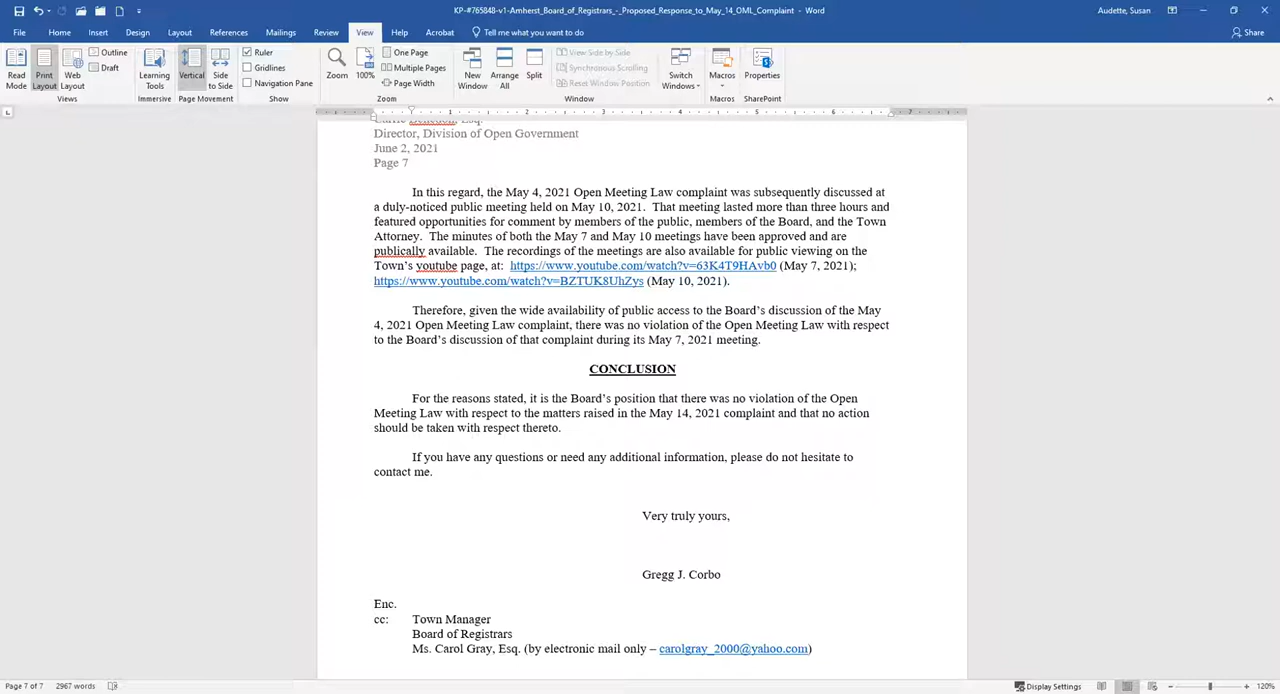 KP-#765848-v1-Amherst_Board_of_Registrars_-_Proposed_Response_to_May_14_OML_Complaint - Word
Audette, Susan
File Home Insert Design Layout References Mailings Review View Help Acrobat Tell me what you want to do Share
Read Mode
Print Layout
Web Layout
Outline
Draft
Views
Learning Tools
Immersive
Vertical
Side to Side
Page Movement
Ruler
Gridlines
Navigation Pane
Show
Zoom
100%
One Page
Multiple Pages
Page Width
Zoom
New Window
Arrange All
Split
View Side by Side
Synchronous Scrolling
Reset Window Position
Window
Switch Windows
Macros
Macros
Properties
SharePoint
1 2 3 4 5 6 7
Director, Division of Open Government
June 2, 2021
Page 7
In this regard, the May 4, 2021 Open Meeting Law complaint was subsequently discussed at
a duly-noticed public meeting held on May 10, 2021. That meeting lasted more than three hours and
featured opportunities for comment by members of the public, members of the Board, and the Town
Attorney. The minutes of both the May 7 and May 10 meetings have been approved and are
publically available. The recordings of the meetings are also available for public viewing on the
Town's youtube page, at: https://www.youtube.com/watch?v=63K4T9HAvb0 (May 7, 2021);
https://www.youtube.com/watch?v=BZTUK8UhZys (May 10, 2021).
Therefore, given the wide availability of public access to the Board's discussion of the May
4, 2021 Open Meeting Law complaint, there was no violation of the Open Meeting Law with respect
to the Board's discussion of that complaint during its May 7, 2021 meeting.
CONCLUSION
For the reasons stated, it is the Board's position that there was no violation of the Open
Meeting Law with respect to the matters raised in the May 14, 2021 complaint and that no action
should be taken with respect thereto.
If you have any questions or need any additional information, please do not hesitate to
contact me.
Very truly yours,
Gregg J. Corbo
Enc.
cc: Town Manager
Board of Registrars
Ms. Carol Gray, Esq. (by electronic mail only – carolgray_2000@yahoo.com)
Page 7 of 7 2967 words Display Settings 120%